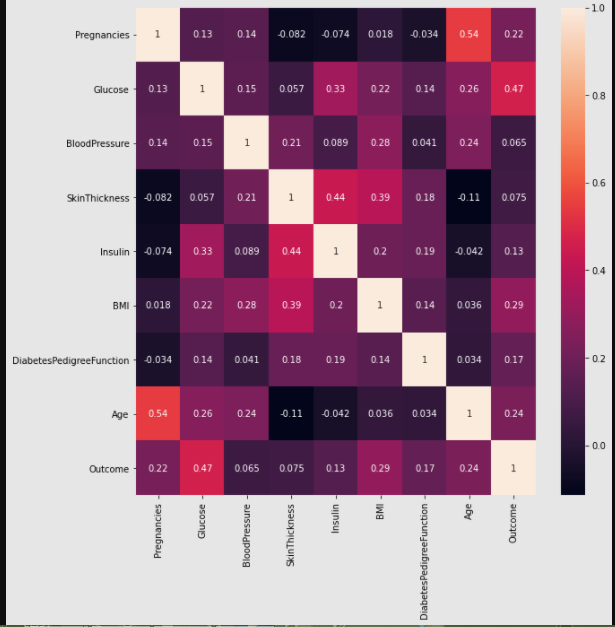 Pregnancies 1 0.13 0.14 -0.082 -0.074 0.018 -0.034 0.54 0.22
Glucose 0.13 1 0.15 0.057 0.33 0.22 0.14 0.26 0.47
BloodPressure 0.14 0.15 1 0.21 0.089 0.28 0.041 0.24 0.065
SkinThickness -0.082 0.057 0.21 1 0.44 0.39 0.18 -0.11 0.075
Insulin -0.074 0.33 0.089 0.44 1 0.2 0.19 -0.042 0.13
BMI 0.018 0.22 0.28 0.39 0.2 1 0.14 0.036 0.29
DiabetesPedigreeFunction -0.034 0.14 0.041 0.18 0.19 0.14 1 0.034 0.17
Age 0.54 0.26 0.24 -0.11 -0.042 0.036 0.034 1 0.24
Outcome 0.22 0.47 0.065 0.075 0.13 0.29 0.17 0.24 1
Pregnancies
Glucose
BloodPressure
SkinThickness
Insulin
BMI
DiabetesPedigreeFunction
Age
Outcome
1.0
0.8
0.6
0.4
0.2
0.0